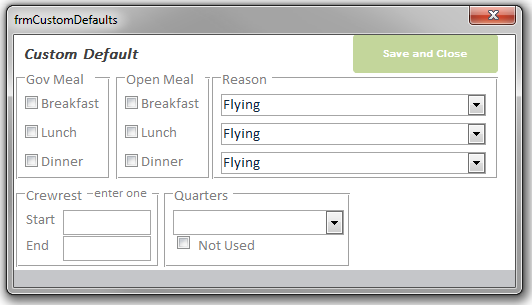 frmCustomDefaults
Custom Default
Save and Close
Gov Meal
Open Meal
Reason
Breakfast
Breakfast
Flying
Lunch
Lunch
Flying
Dinner
Dinner
Flying
Crewrest
enter one
Quarters
Start
End
Not Used